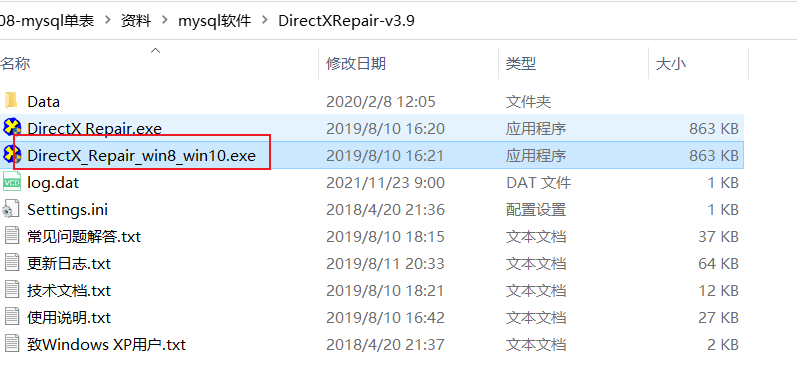 08-mysql单表 > 资料 > mysql软件 > DirectXRepair-v3.9
名称 修改日期 类型 大小
Data 2020/2/8 12:05 文件夹
DirectX Repair.exe 2019/8/10 16:20 应用程序 863 KB
DirectX_Repair_win8_win10.exe 2019/8/10 16:21 应用程序 863 KB
log.dat 2021/11/23 9:00 DAT 文件 1 KB
Settings.ini 2018/4/20 21:36 配置设置 1 KB
常见问题解答.txt 2019/8/10 18:15 文本文档 37 KB
更新日志.txt 2019/8/11 20:33 文本文档 64 KB
技术文档.txt 2019/8/10 18:21 文本文档 12 KB
使用说明.txt 2019/8/10 16:42 文本文档 27 KB
致Windows XP用户.txt 2018/4/20 21:37 文本文档 2 KB